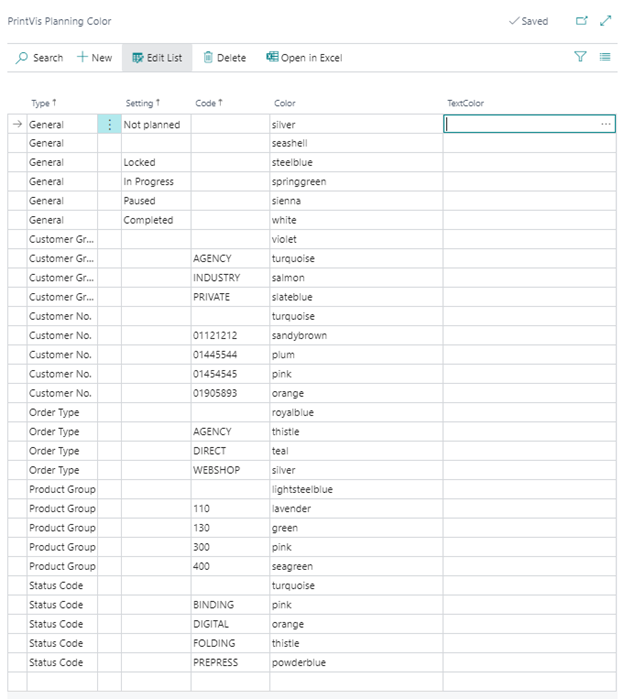 PrintVis Planning Color
Saved
Search New Edit List Delete Open in Excel
Type ↑ Setting ↑ Code ↑ Color TextColor
General Not planned silver
General seashell
General Locked steelblue
General In Progress springgreen
General Paused sienna
General Completed white
Customer Gr... violet
Customer Gr... AGENCY turquoise
Customer Gr... INDUSTRY salmon
Customer Gr... PRIVATE slateblue
Customer No. turquoise
Customer No. 01121212 sandybrown
Customer No. 01445544 plum
Customer No. 01454545 pink
Customer No. 01905893 orange
Order Type royalblue
Order Type AGENCY thistle
Order Type DIRECT teal
Order Type WEBSHOP silver
Product Group lightsteelblue
Product Group 110 lavender
Product Group 130 green
Product Group 300 pink
Product Group 400 seagreen
Status Code turquoise
Status Code BINDING pink
Status Code DIGITAL orange
Status Code FOLDING thistle
Status Code PREPRESS powderblue